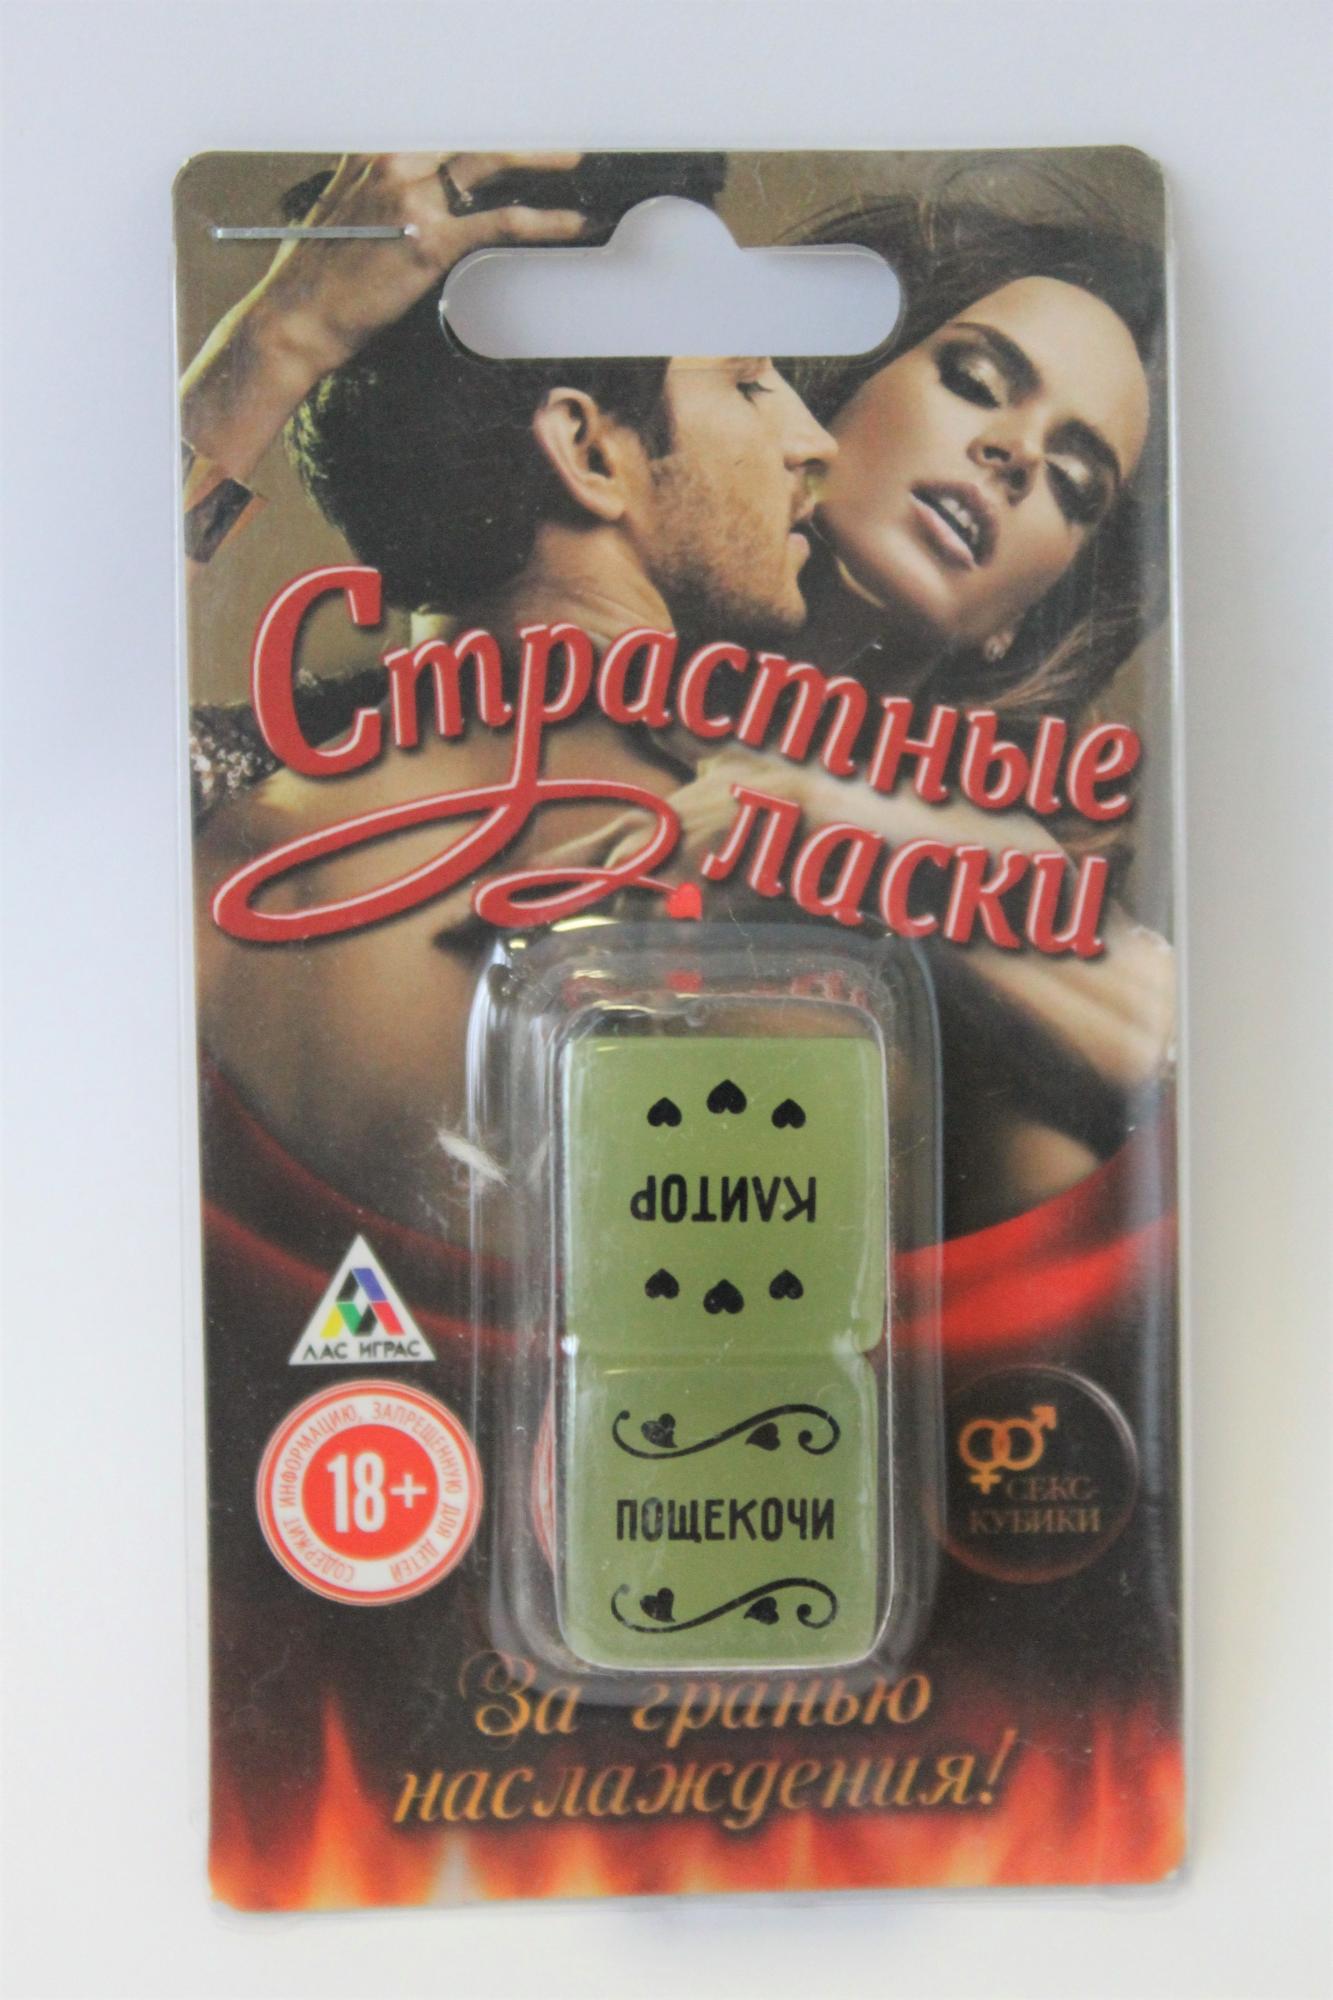 Страстные
ласки
КЛИТОР
ЛАС ИГРАС
СОДЕРЖИТ ИНФОРМАЦИЮ, ЗАПРЕЩЕННУЮ ДЛЯ ДЕТЕЙ
18+
СЕКС-
КУБИКИ
ПОЩЕКОЧИ
За гранью
наслаждения!